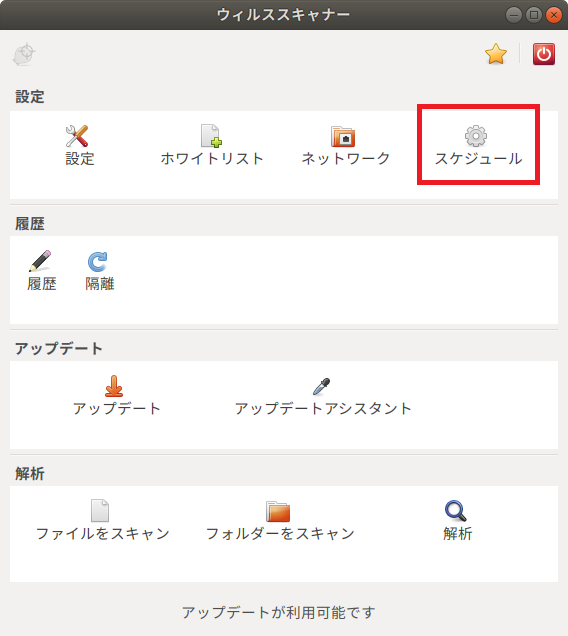 ウィルススキャナー
設定
設定 ホワイトリスト ネットワーク スケジュール
履歴
履歴 隔離
アップデート
アップデート アップデートアシスタント
解析
ファイルをスキャン フォルダーをスキャン 解析
アップデートが利用可能です